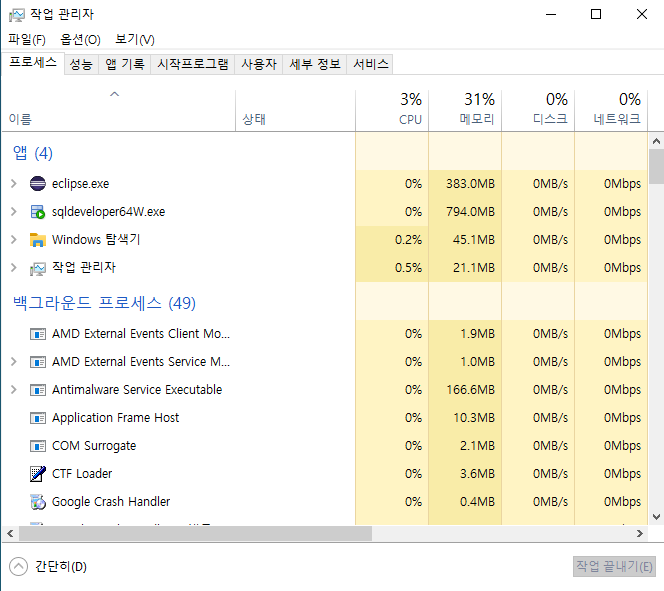 작업 관리자
파일(F) 옵션(O) 보기(V)
프로세스 성능 앱 기록 시작프로그램 사용자 세부 정보 서비스
3% 31% 0% 0%
이름 상태 CPU 메모리 디스크 네트워크
앱 (4)
eclipse.exe 0% 383.0MB 0MB/s 0Mbps
sqldeveloper64W.exe 0% 794.0MB 0MB/s 0Mbps
Windows 탐색기 0.2% 45.1MB 0MB/s 0Mbps
작업 관리자 0.5% 21.1MB 0MB/s 0Mbps
백그라운드 프로세스 (49)
AMD External Events Client Mo... 0% 1.9MB 0MB/s 0Mbps
AMD External Events Service M... 0% 1.0MB 0MB/s 0Mbps
Antimalware Service Executable 0% 166.6MB 0MB/s 0Mbps
Application Frame Host 0% 10.3MB 0MB/s 0Mbps
COM Surrogate 0% 2.1MB 0MB/s 0Mbps
CTF Loader 0% 3.6MB 0MB/s 0Mbps
Google Crash Handler 0% 0.4MB 0MB/s 0Mbps
간단히(D) 작업 끝내기(E)